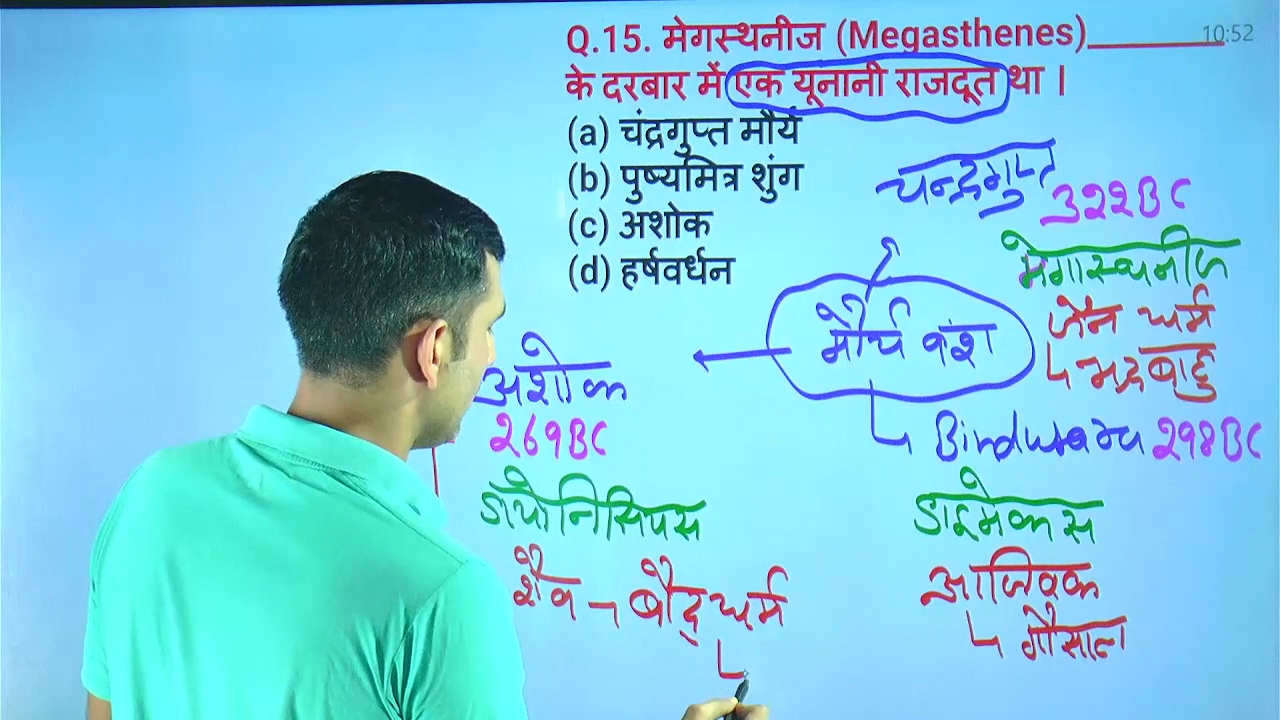 Q.15. मेगस्थनीज (Megasthenes)________
10:52
के दरबार में एक यूनानी राजदूत था ।
(a) चंद्रगुप्त मौर्य
(b) पुष्यमित्र शुंग
(c) अशोक
(d) हर्षवर्धन
चन्द्रगुप्त
322BC
मेगास्थनीज
जैन धर्म
भद्रबाहु
मौर्य वंश
Bindusara 298BC
डाइमेकस
आजिवक
गौसाल
अशोक
269BC
डायोनिसियस
शैव → बौद्ध धर्म